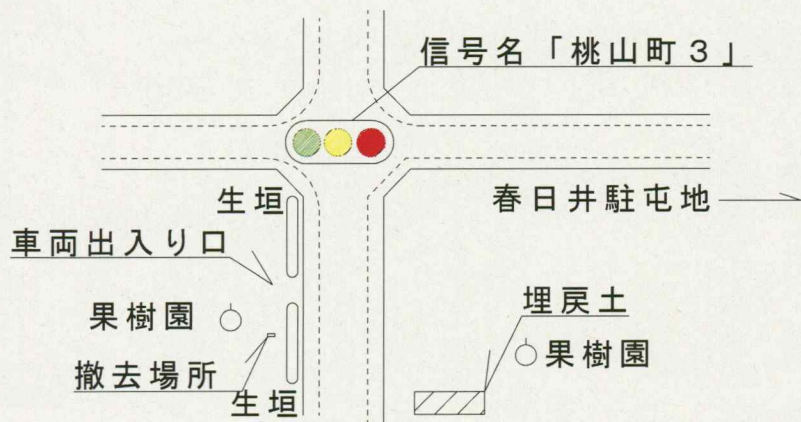 信号名「桃山町３」
生垣
春日井駐屯地
車両出入り口
果樹園
埋戻土
果樹園
撤去場所
生垣